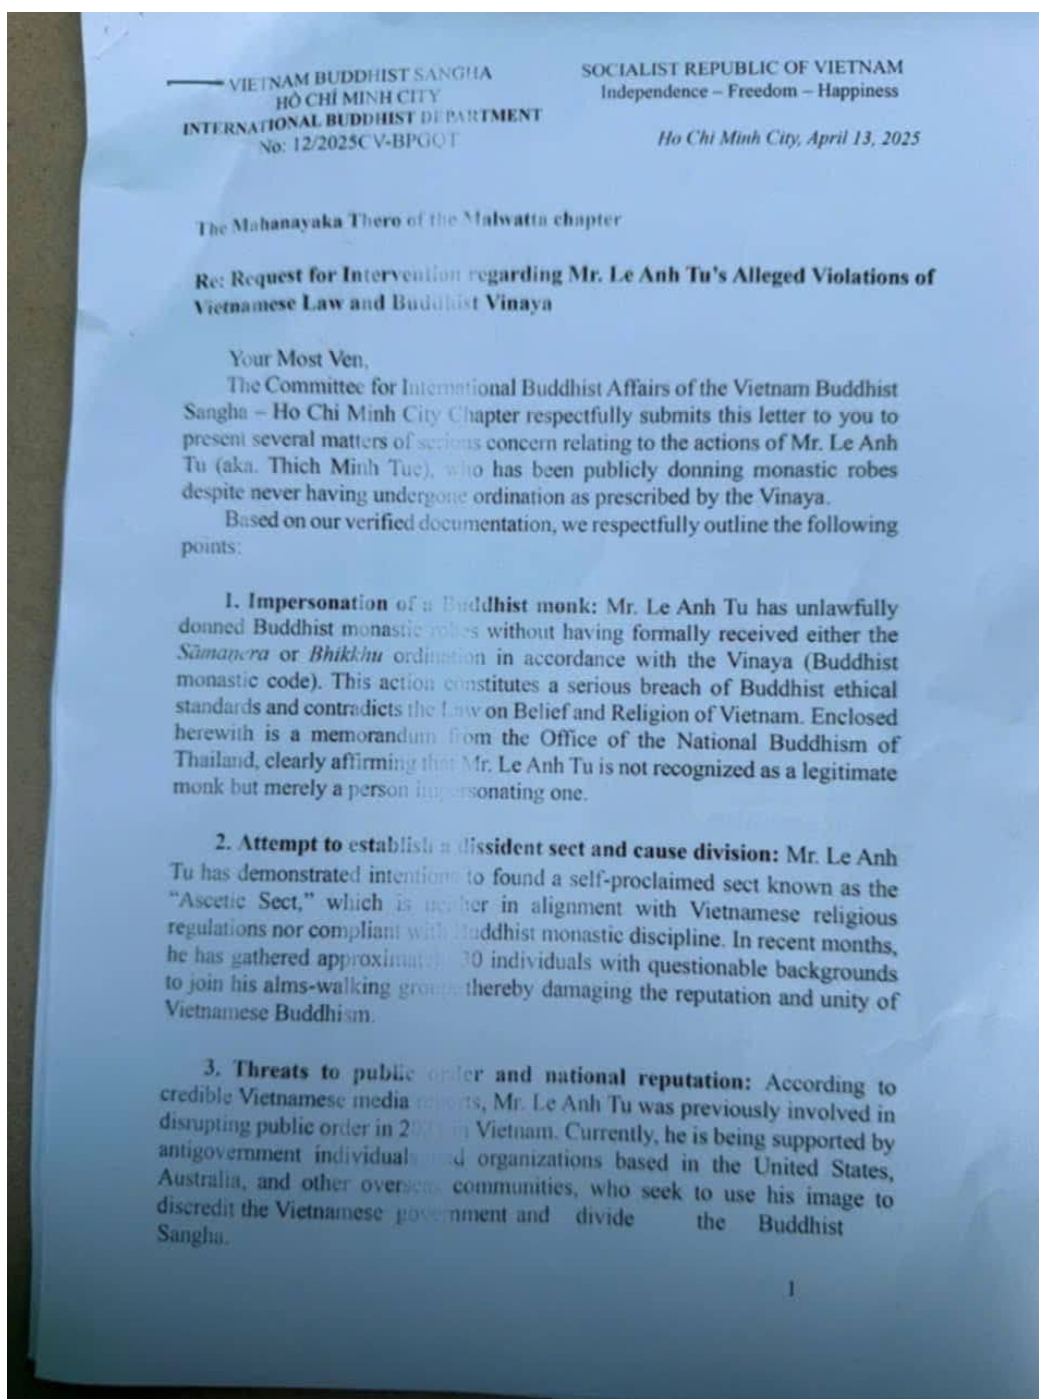 VIETNAM BUDDHIST SANGHA
HỒ CHÍ MINH CITY
INTERNATIONAL BUDDHIST DEPARTMENT
No: 12/2025CV-BPGQT
SOCIALIST REPUBLIC OF VIETNAM
Independence – Freedom – Happiness
Ho Chi Minh City, April 13, 2025
The Mahanayaka Thero of the Malwatta chapter
Re: Request for Intervention regarding Mr. Le Anh Tu's Alleged Violations of
Vietnamese Law and Buddhist Vinaya
Your Most Ven,
The Committee for International Buddhist Affairs of the Vietnam Buddhist
Sangha – Ho Chi Minh City Chapter respectfully submits this letter to you to
present several matters of serious concern relating to the actions of Mr. Le Anh
Tu (aka. Thich Minh Tue), who has been publicly donning monastic robes
despite never having undergone ordination as prescribed by the Vinaya.
Based on our verified documentation, we respectfully outline the following
points:
1. Impersonation of a Buddhist monk: Mr. Le Anh Tu has unlawfully
donned Buddhist monastic robes without having formally received either the
Sāmaṇera or Bhikkhu ordination in accordance with the Vinaya (Buddhist
monastic code). This action constitutes a serious breach of Buddhist ethical
standards and contradicts the Law on Belief and Religion of Vietnam. Enclosed
herewith is a memorandum from the Office of the National Buddhism of
Thailand, clearly affirming that Mr. Le Anh Tu is not recognized as a legitimate
monk but merely a person impersonating one.
2. Attempt to establish a dissident sect and cause division: Mr. Le Anh
Tu has demonstrated intentions to found a self-proclaimed sect known as the
"Ascetic Sect," which is neither in alignment with Vietnamese religious
regulations nor compliant with Buddhist monastic discipline. In recent months,
he has gathered approximately 30 individuals with questionable backgrounds
to join his alms-walking group, thereby damaging the reputation and unity of
Vietnamese Buddhism.
3. Threats to public order and national reputation: According to
credible Vietnamese media reports, Mr. Le Anh Tu was previously involved in
disrupting public order in Vietnam. Currently, he is being supported by
antigovernment individuals and organizations based in the United States,
Australia, and other overseas communities, who seek to use his image to
discredit the Vietnamese government and divide the Buddhist
Sangha.
1